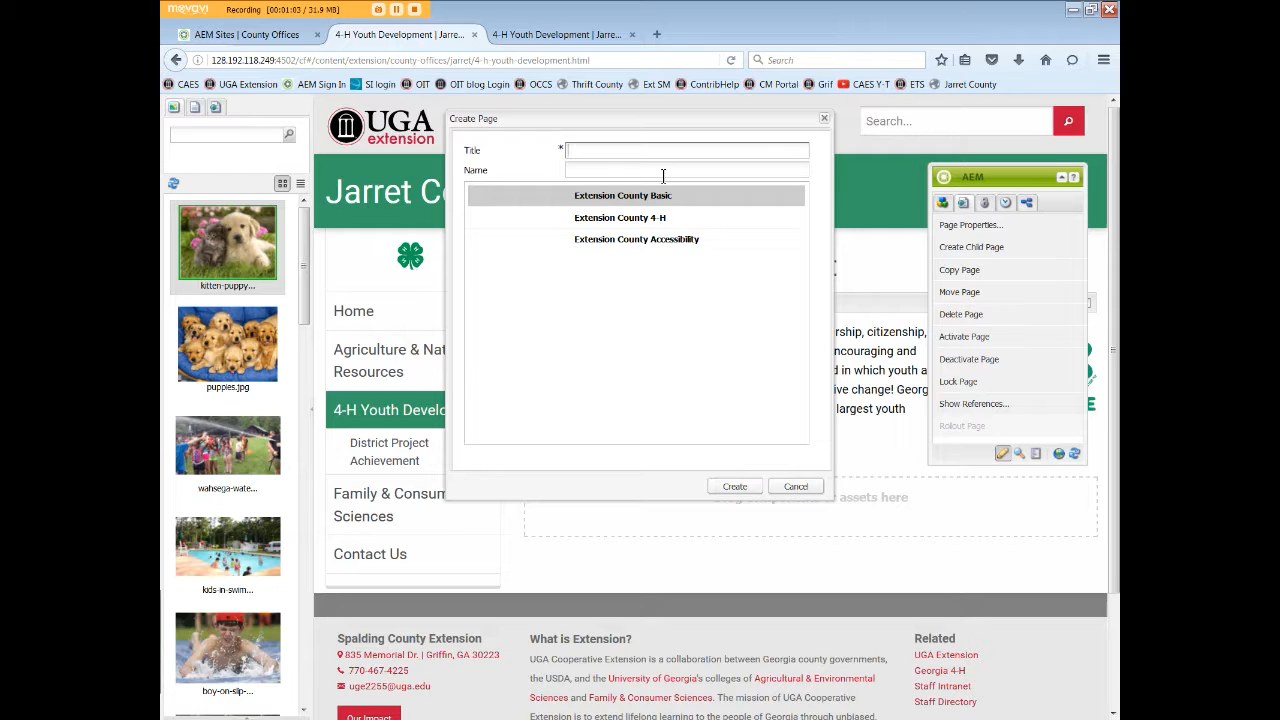 movavi
Recording (00:01:03 / 25.9 MB)
AEM Sites | County Offices
4-H Youth Development | Jarre...
4-H Youth Development | Jarre...
128.192.118.249:4502/cf#/content/extension/county-offices/jarret/4-h-youth-development.html
Search
CAES
UGA Extension
AEM Sign In
SI login
OIT
OIT blog Login
OCCS
Thrift County
Ext SM
ContribHelp
CM Portal
Grif
CAES Y-T
ETS
Jarret County
UGA
extension
Search...
Jarret Co
Create Page
Title *
Name
Extension County Basic
Extension County 4-H
Extension County Accessibility
Create
Cancel
AEM
Page Properties...
Create Child Page
Copy Page
Move Page
Delete Page
Activate Page
Deactivate Page
Lock Page
Show References...
Rollout Page
kitten-puppy...
puppies.jpg
wahsega-wate...
kids-in-swim...
boy-on-slip-...
Home
Agriculture & Nat
Resources
4-H Youth Develo
District Project
Achievement
Family & Consum
Sciences
Contact Us
rship, citizenship,
ncouraging and
d in which youth a
ive change! Georg
largest youth
assets here
Spalding County Extension
835 Memorial Dr. | Griffin, GA 30223
770-467-4225
uge2255@uga.edu
Our Impact
What is Extension?
UGA Cooperative Extension is a collaboration between Georgia county governments,
the USDA, and the University of Georgia's colleges of Agricultural & Environmental
Sciences and Family & Consumer Sciences. The mission of UGA Cooperative
Extension is to extend lifelong learning to the people of Georgia through unbiased,
Related
UGA Extension
Georgia 4-H
Staff Intranet
Staff Directory